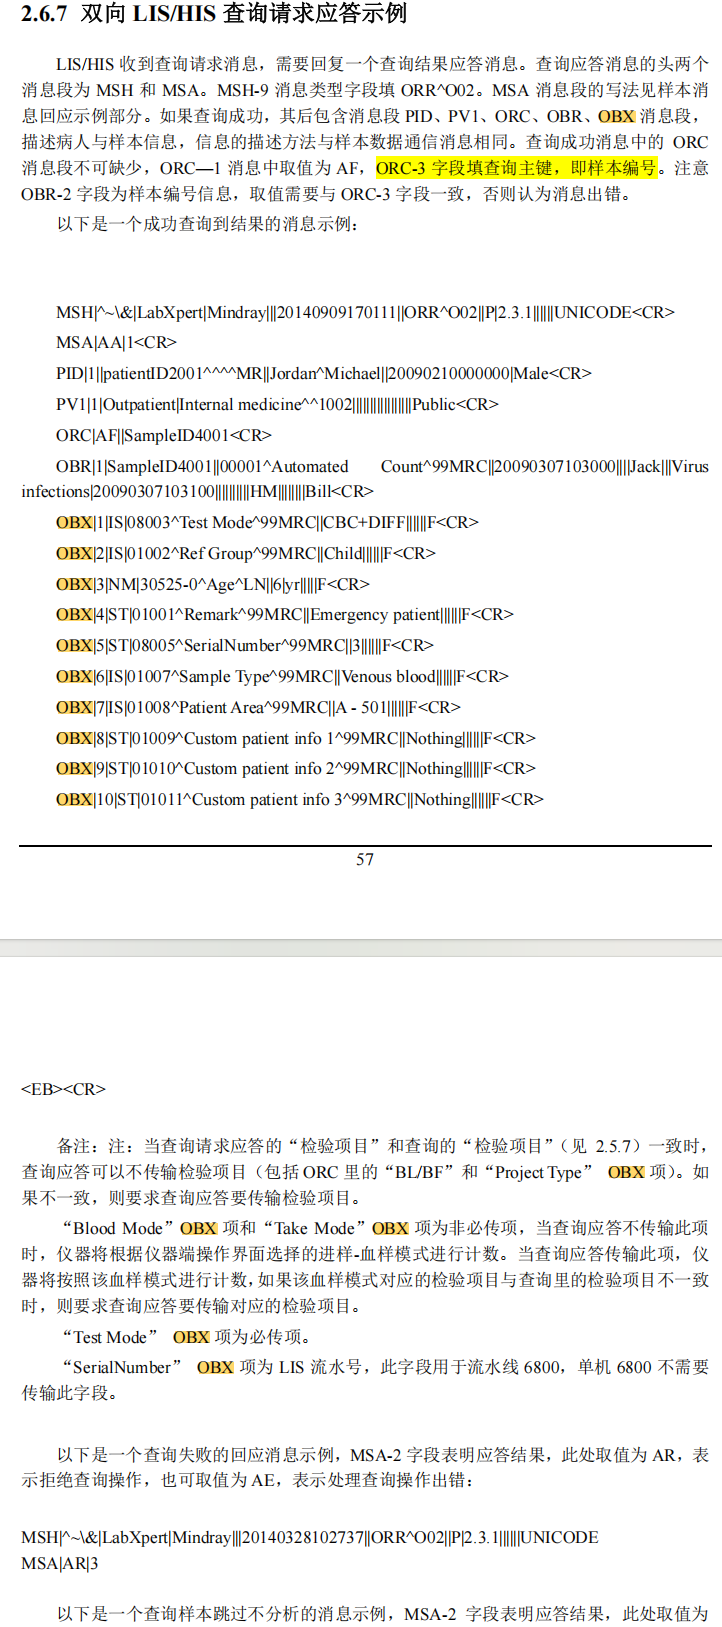 2.6.7 双向 LIS/HIS 查询请求应答示例
LIS/HIS 收到查询请求消息，需要回复一个查询结果应答消息。查询应答消息的头两个
消息段为 MSH 和 MSA。MSH-9 消息类型字段填 ORR^O02。MSA 消息段的写法见样本消
息回应示例部分。如果查询成功，其后包含消息段 PID、PV1、ORC、OBR、OBX 消息段，
描述病人与样本信息，信息的描述方法与样本数据通信消息相同。查询成功消息中的 ORC
消息段不可缺少，ORC—1 消息中取值为 AF，ORC-3 字段填查询主键，即样本编号。注意
OBR-2 字段为样本编号信息，取值需要与 ORC-3 字段一致，否则认为消息出错。
以下是一个成功查询到结果的消息示例：
MSH|^~\&|LabXpert|Mindray|||20140909170111||ORR^O02||P|2.3.1||||||UNICODE<CR>
MSA|AA|1<CR>
PID|1||patientID2001^^^^MR||Jordan^Michael||20090210000000|Male<CR>
PV1|1|Outpatient|Internal medicine^^1002|||||||||||||||||Public<CR>
ORC|AF||SampleID4001<CR>
OBR|1|SampleID4001||00001^Automated Count^99MRC||20090307103000||||Jack|||Virus
infections|20090307103100||||||||||HM||||||||Bill<CR>
OBX|1|IS|08003^Test Mode^99MRC||CBC+DIFF||||||F<CR>
OBX|2|IS|01002^Ref Group^99MRC||Child||||||F<CR>
OBX|3|NM|30525-0^Age^LN||6|yr|||||F<CR>
OBX|4|ST|01001^Remark^99MRC||Emergency patient||||||F<CR>
OBX|5|ST|08005^SerialNumber^99MRC||3||||||F<CR>
OBX|6|IS|01007^Sample Type^99MRC||Venous blood||||||F<CR>
OBX|7|IS|01008^Patient Area^99MRC||A - 501||||||F<CR>
OBX|8|ST|01009^Custom patient info 1^99MRC||Nothing||||||F<CR>
OBX|9|ST|01010^Custom patient info 2^99MRC||Nothing||||||F<CR>
OBX|10|ST|01011^Custom patient info 3^99MRC||Nothing||||||F<CR>
57
<EB><CR>
备注：注：当查询请求应答的“检验项目”和查询的“检验项目”（见 2.5.7）一致时，
查询应答可以不传输检验项目（包括 ORC 里的“BL/BF”和“Project Type” OBX 项）。如
果不一致，则要求查询应答要传输检验项目。
“Blood Mode”OBX 项和“Take Mode”OBX 项为非必传项，当查询应答不传输此项
时，仪器将根据仪器端操作界面选择的进样-血样模式进行计数。当查询应答传输此项，仪
器将按照该血样模式进行计数，如果该血样模式对应的检验项目与查询里的检验项目不一致
时，则要求查询应答要传输对应的检验项目。
“Test Mode” OBX 项为必传项。
“SerialNumber” OBX 项为 LIS 流水号，此字段用于流水线 6800，单机 6800 不需要
传输此字段。
以下是一个查询失败的回应消息示例，MSA-2 字段表明应答结果，此处取值为 AR，表
示拒绝查询操作，也可取值为 AE，表示处理查询操作出错：
MSH|^~\&|LabXpert|Mindray|||20140328102737||ORR^O02||P|2.3.1||||||UNICODE
MSA|AR|3
以下是一个查询样本跳过不分析的消息示例，MSA-2 字段表明应答结果，此处取值为